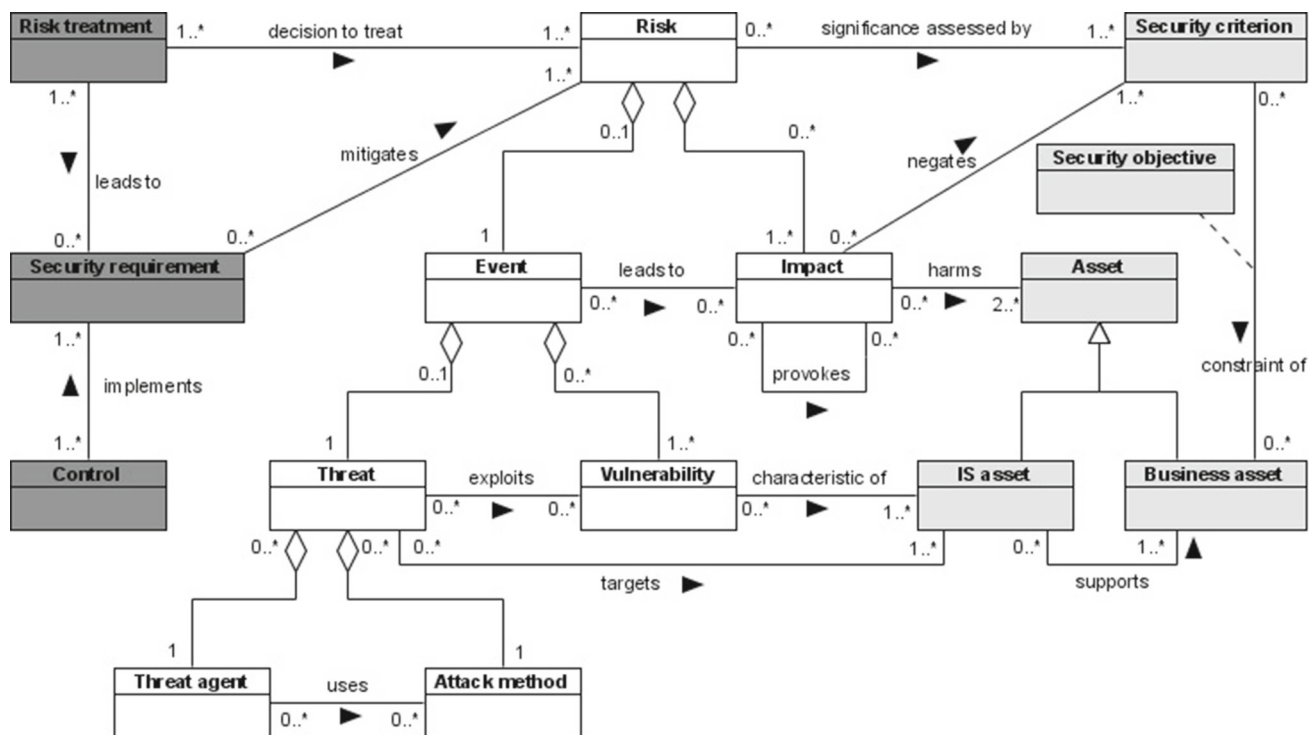 Risk treatment 1..* decision to treat 1..* Risk 0..* significance assessed by 1..* Security criterion
1..* 1..* 1..* 0..*
0..1 0..*
mitigates negates Security objective
leads to
0..* 0..* 1 1..* 0..*
Security requirement Event leads to Impact harms Asset
0..* 0..* 0..* 2..*
1..* 0..* 0..*
implements 0..1 0..* provokes constraint of
1..* 1 1..* 0..*
Control Threat exploits Vulnerability characteristic of IS asset Business asset
0..* 0..* 0..* 1..*
0..* 0..* 0..* 1..* 0..* 1..*
targets supports
1 1
Threat agent uses Attack method
0..* 0..*